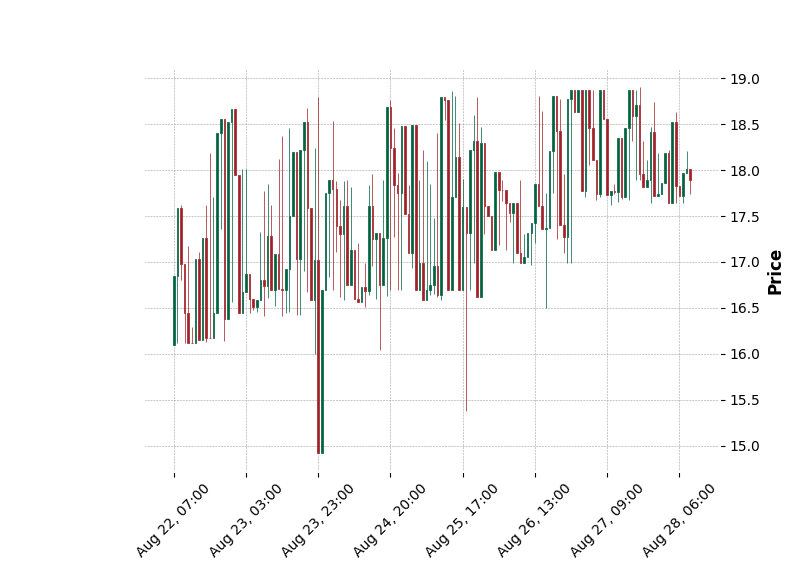 19.0
18.5
18.0
17.5
17.0
16.5
16.0
15.5
15.0
Price
Aug 22, 07:00
Aug 23, 03:00
Aug 23, 23:00
Aug 24, 20:00
Aug 25, 17:00
Aug 26, 13:00
Aug 27, 09:00
Aug 28, 06:00